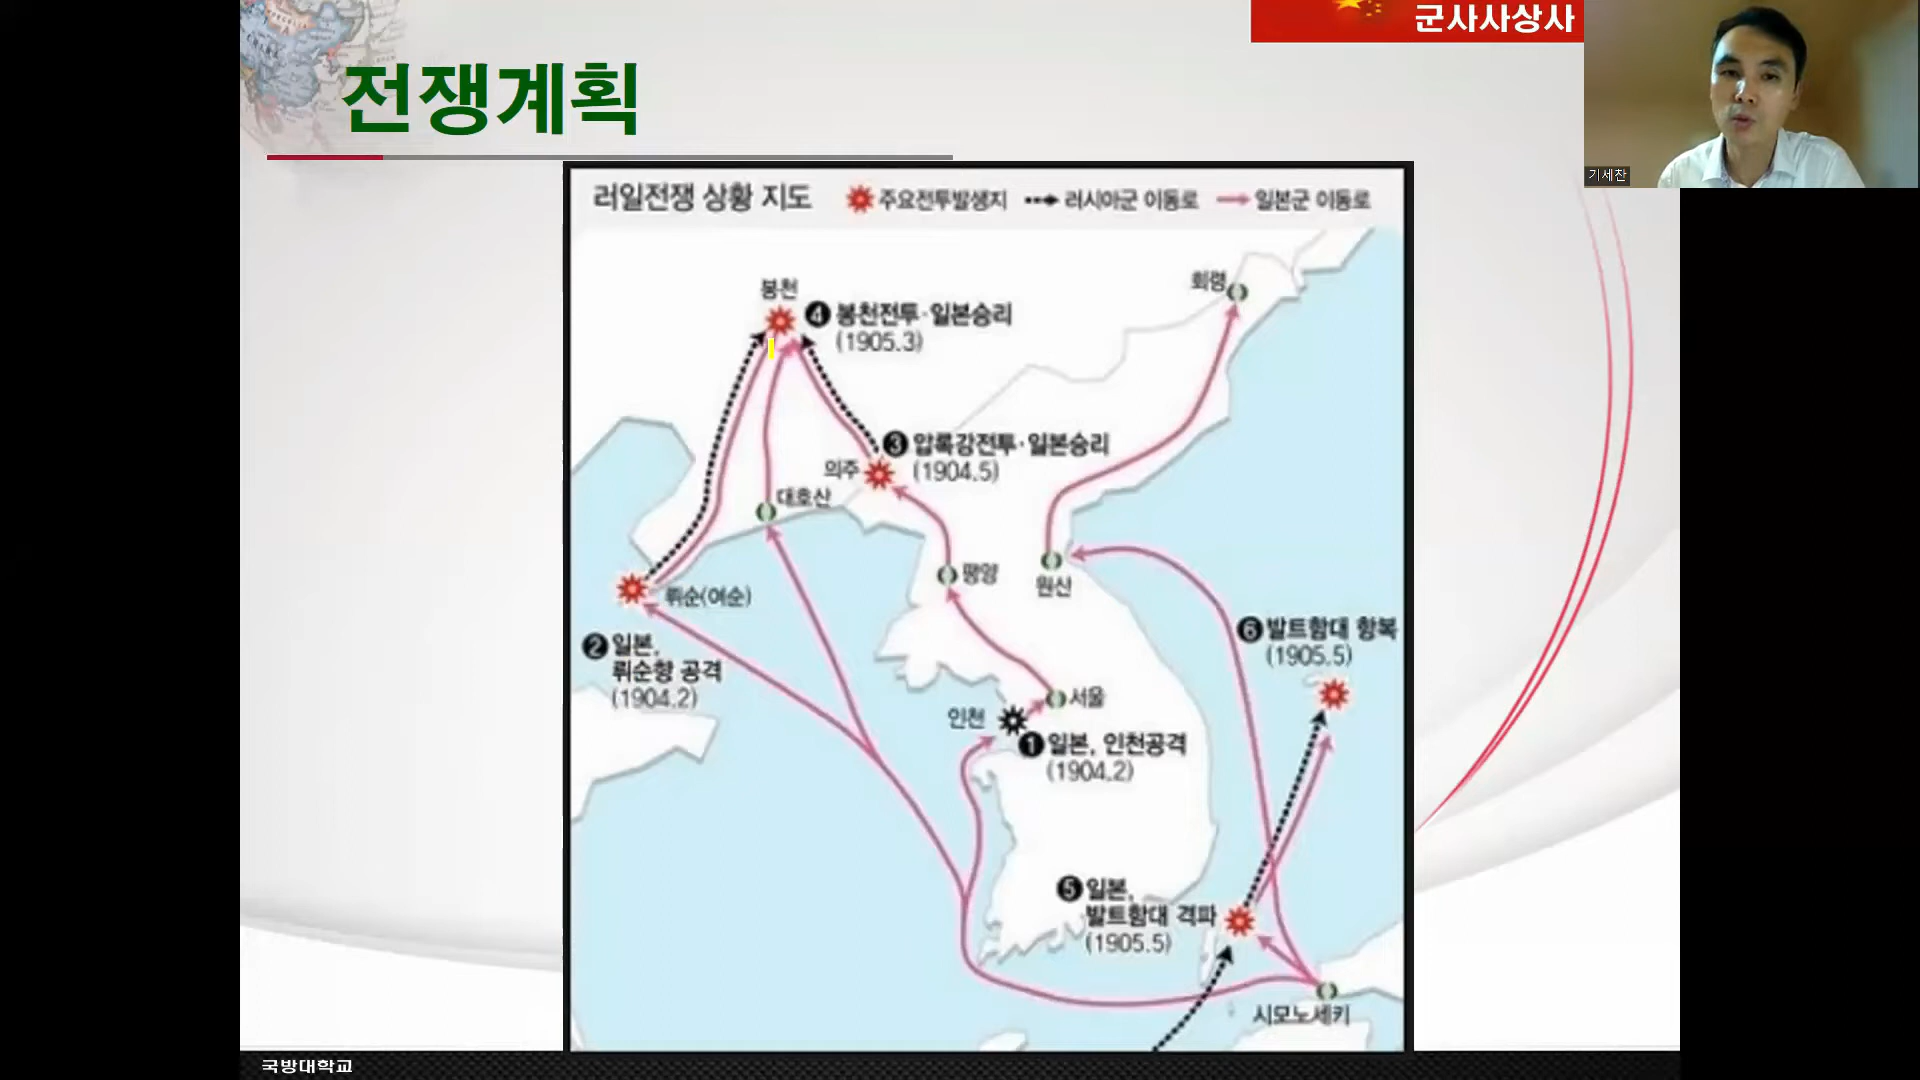 군사사상사
전쟁계획
기세찬
러일전쟁 상황 지도
주요전투발생지
러시아군 이동로
일본군 이동로
봉천
❹ 봉천전투·일본승리
(1905.3)
회령
❸ 압록강전투·일본승리
(1904.5)
의주
대호산
뤼순(여순)
평양
원산
❷ 일본,
뤼순항 공격
(1904.2)
❻ 발트함대 항복
(1905.5)
서울
인천
❶ 일본, 인천공격
(1904.2)
❺ 일본,
발트함대 격파
(1905.5)
시모노세키
국방대학교